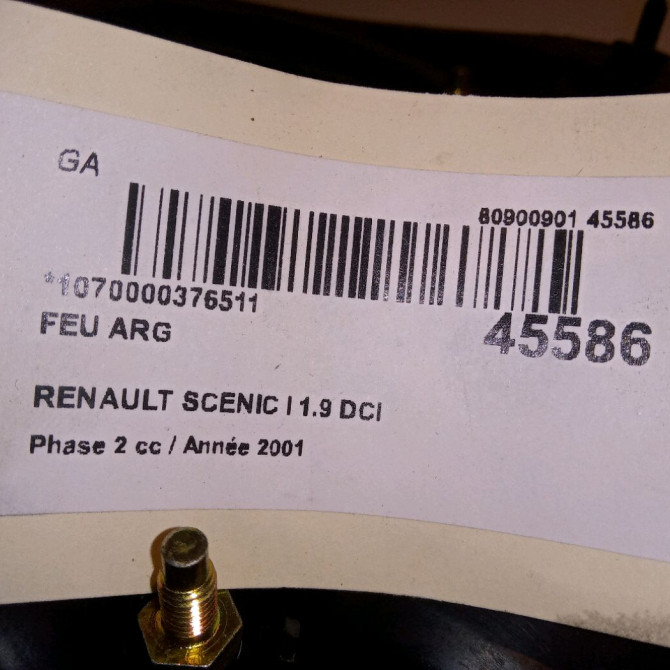 GA
80900901 45586
*1070000376511
45586
FEU ARG
RENAULT SCENIC I 1.9 DCI
Phase 2 cc / Année 2001